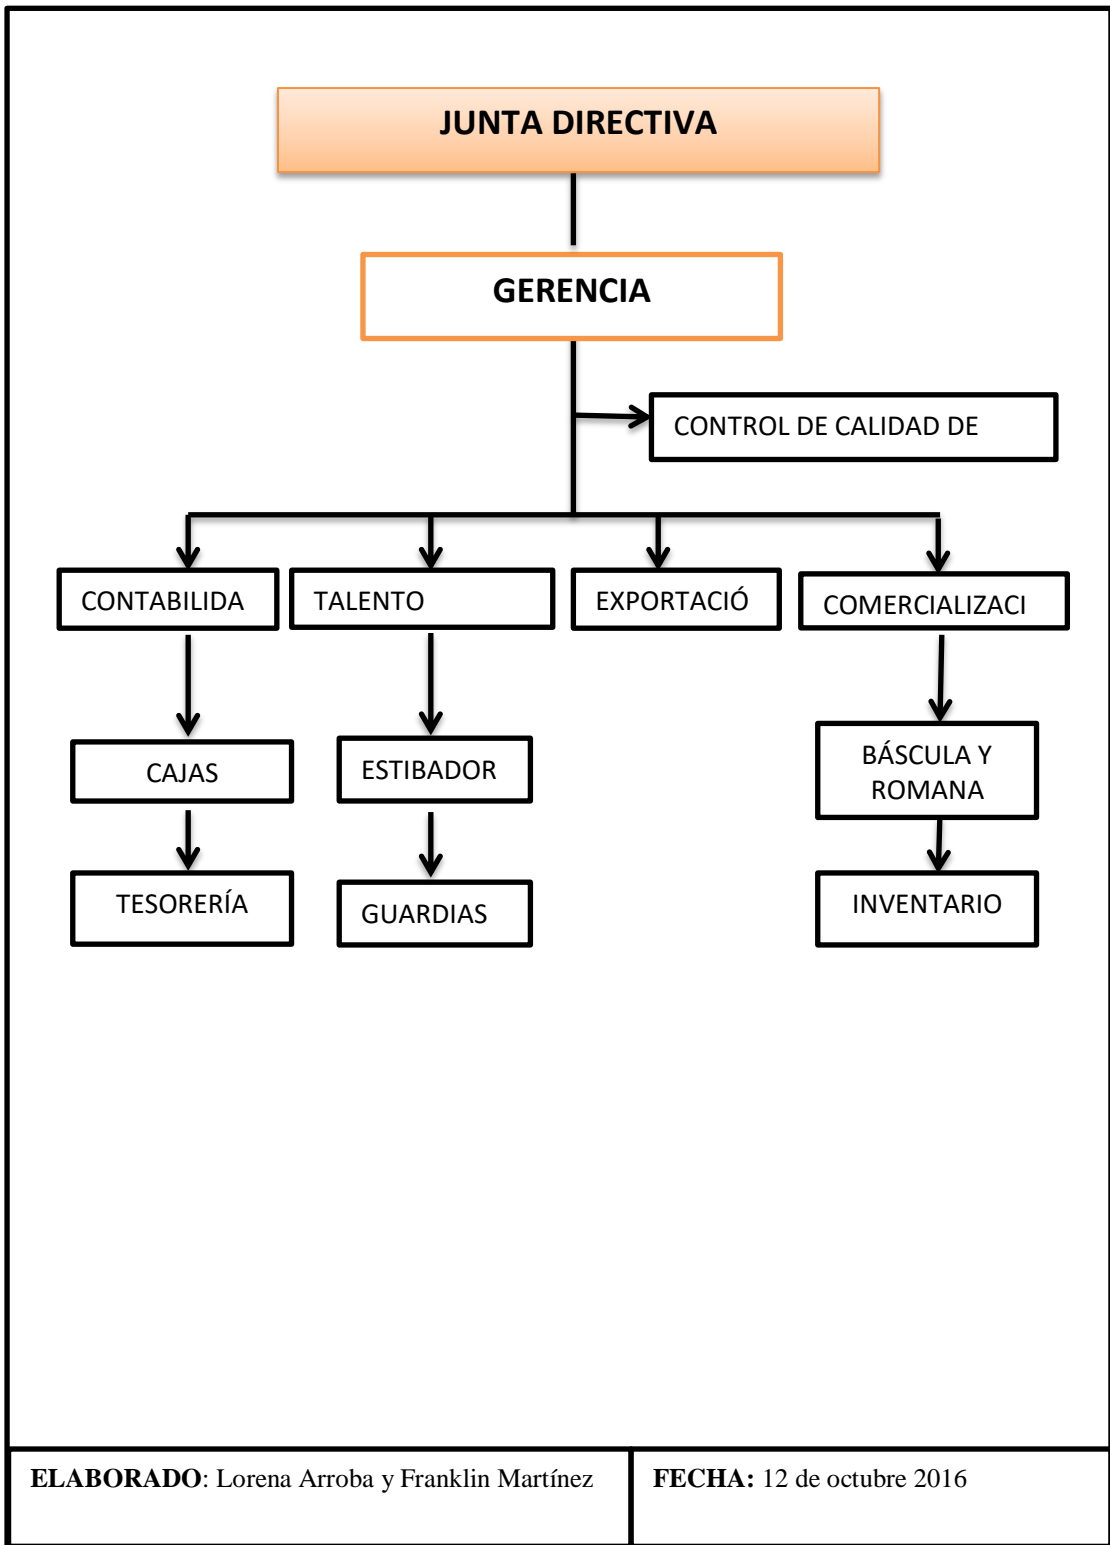 JUNTA DIRECTIVA
GERENCIA
CONTROL DE CALIDAD DE
CONTABILIDA
TALENTO
EXPORTACIÓ
COMERCIALIZACI
CAJAS
ESTIBADOR
BÁSCULA Y
ROMANA
TESORERÍA
GUARDIAS
INVENTARIO
ELABORADO: Lorena Arroba y Franklin Martínez
FECHA: 12 de octubre 2016